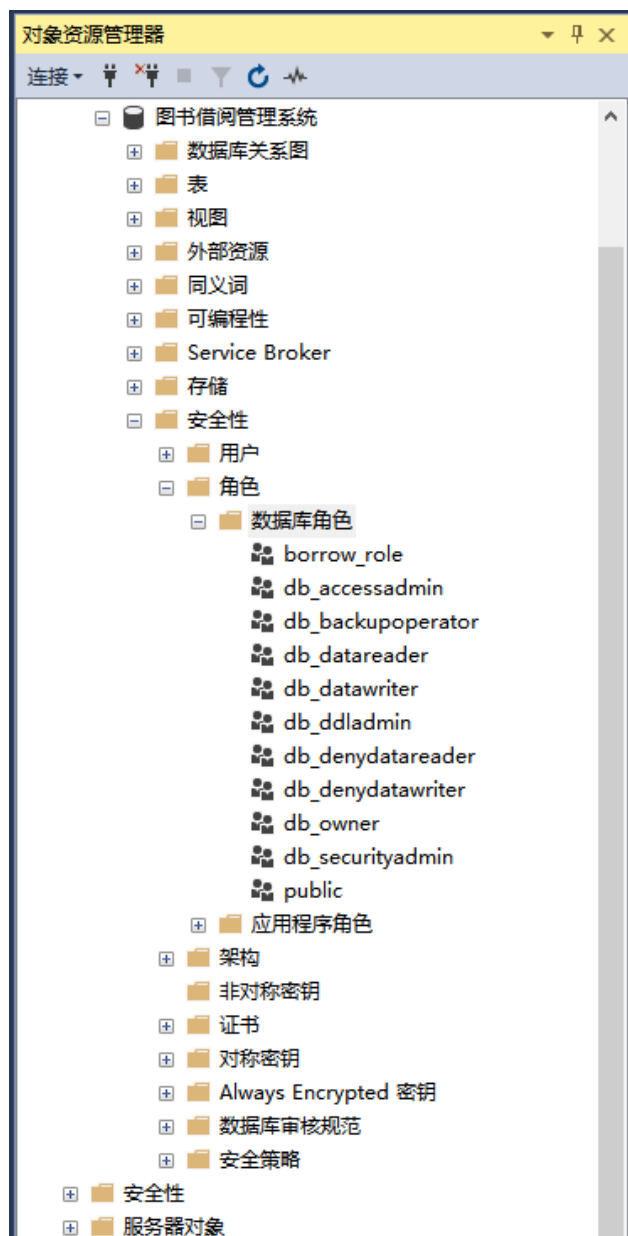 对象资源管理器
连接
图书借阅管理系统
数据库关系图
表
视图
外部资源
同义词
可编程性
Service Broker
存储
安全性
用户
角色
数据库角色
borrow_role
db_accessadmin
db_backupoperator
db_datareader
db_datawriter
db_ddladmin
db_denydatareader
db_denydatawriter
db_owner
db_securityadmin
public
应用程序角色
架构
非对称密钥
证书
对称密钥
Always Encrypted 密钥
数据库审核规范
安全策略
安全性
服务器对象